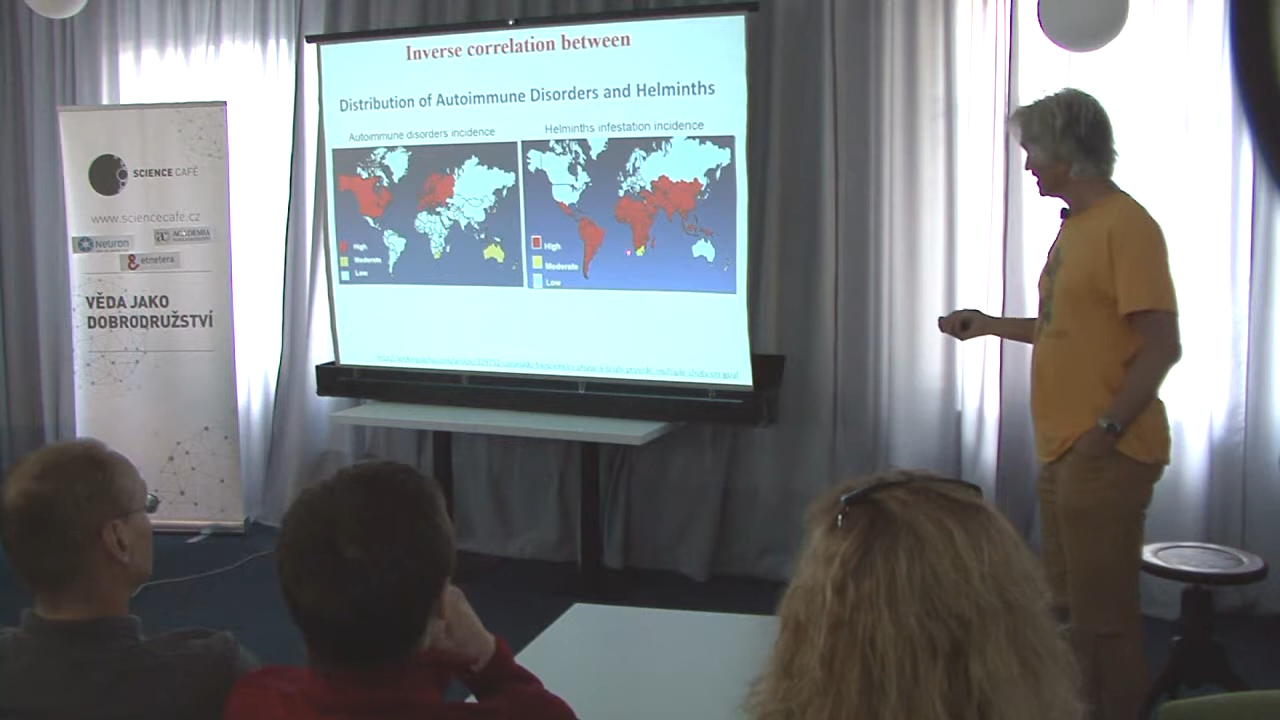 Inverse correlation between
Distribution of Autoimmune Disorders and Helminths
Autoimmune disorders incidence
Helminths infestation incidence
High
Moderate
Low
High
Moderate
Low
SCIENCE CAFÉ
www.sciencecafe.cz
Neuron
ACADEMIA
etnetera
VĚDA JAKO
DOBRODRUŽSTVÍ